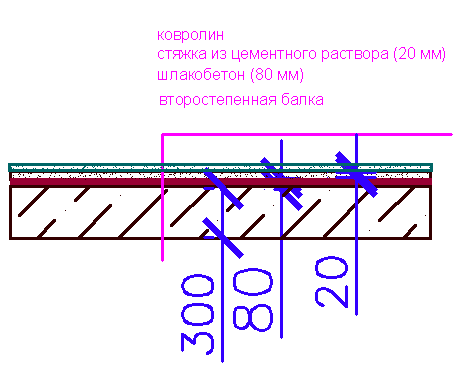 ковролин
стяжка из цементного раствора (20 мм)
шлакобетон (80 мм)
второстепенная балка
300
80
20